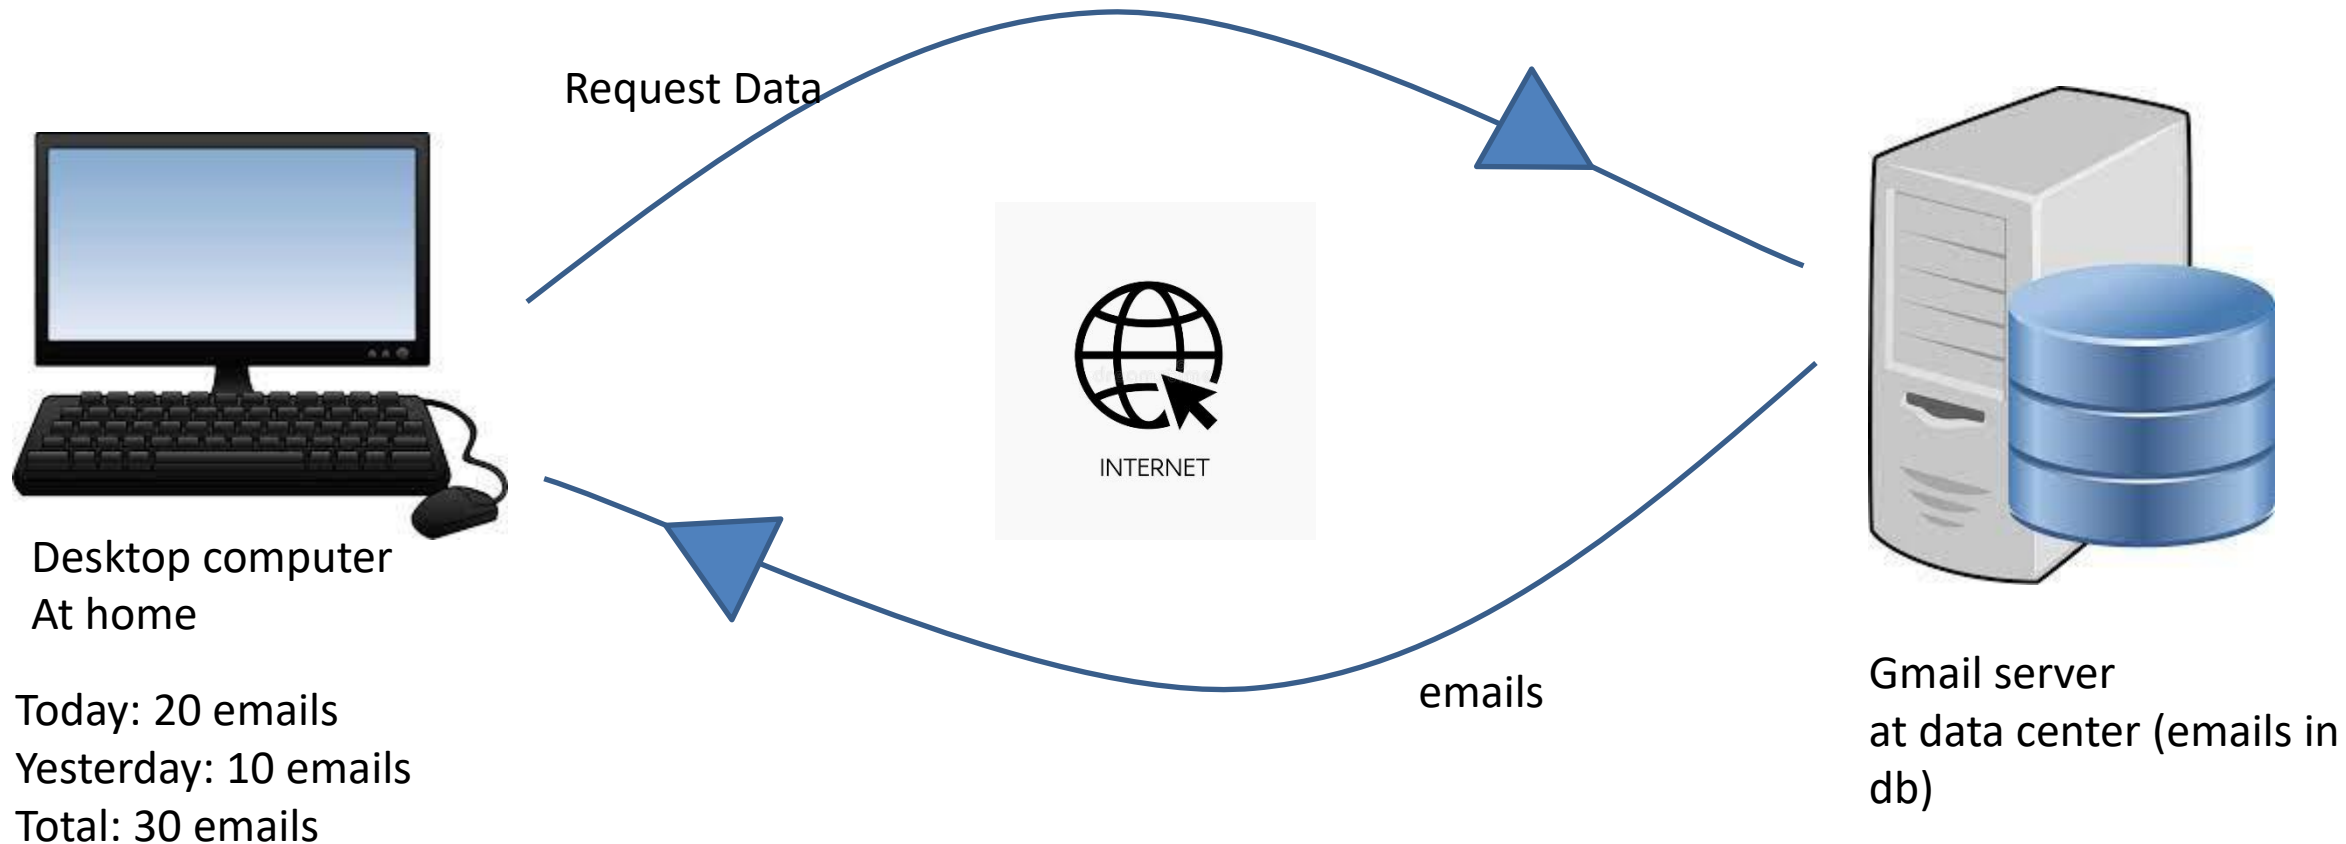 Request Data
INTERNET
Desktop computer
At home
Today: 20 emails
Yesterday: 10 emails
Total: 30 emails
emails
Gmail server
at data center (emails in
db)